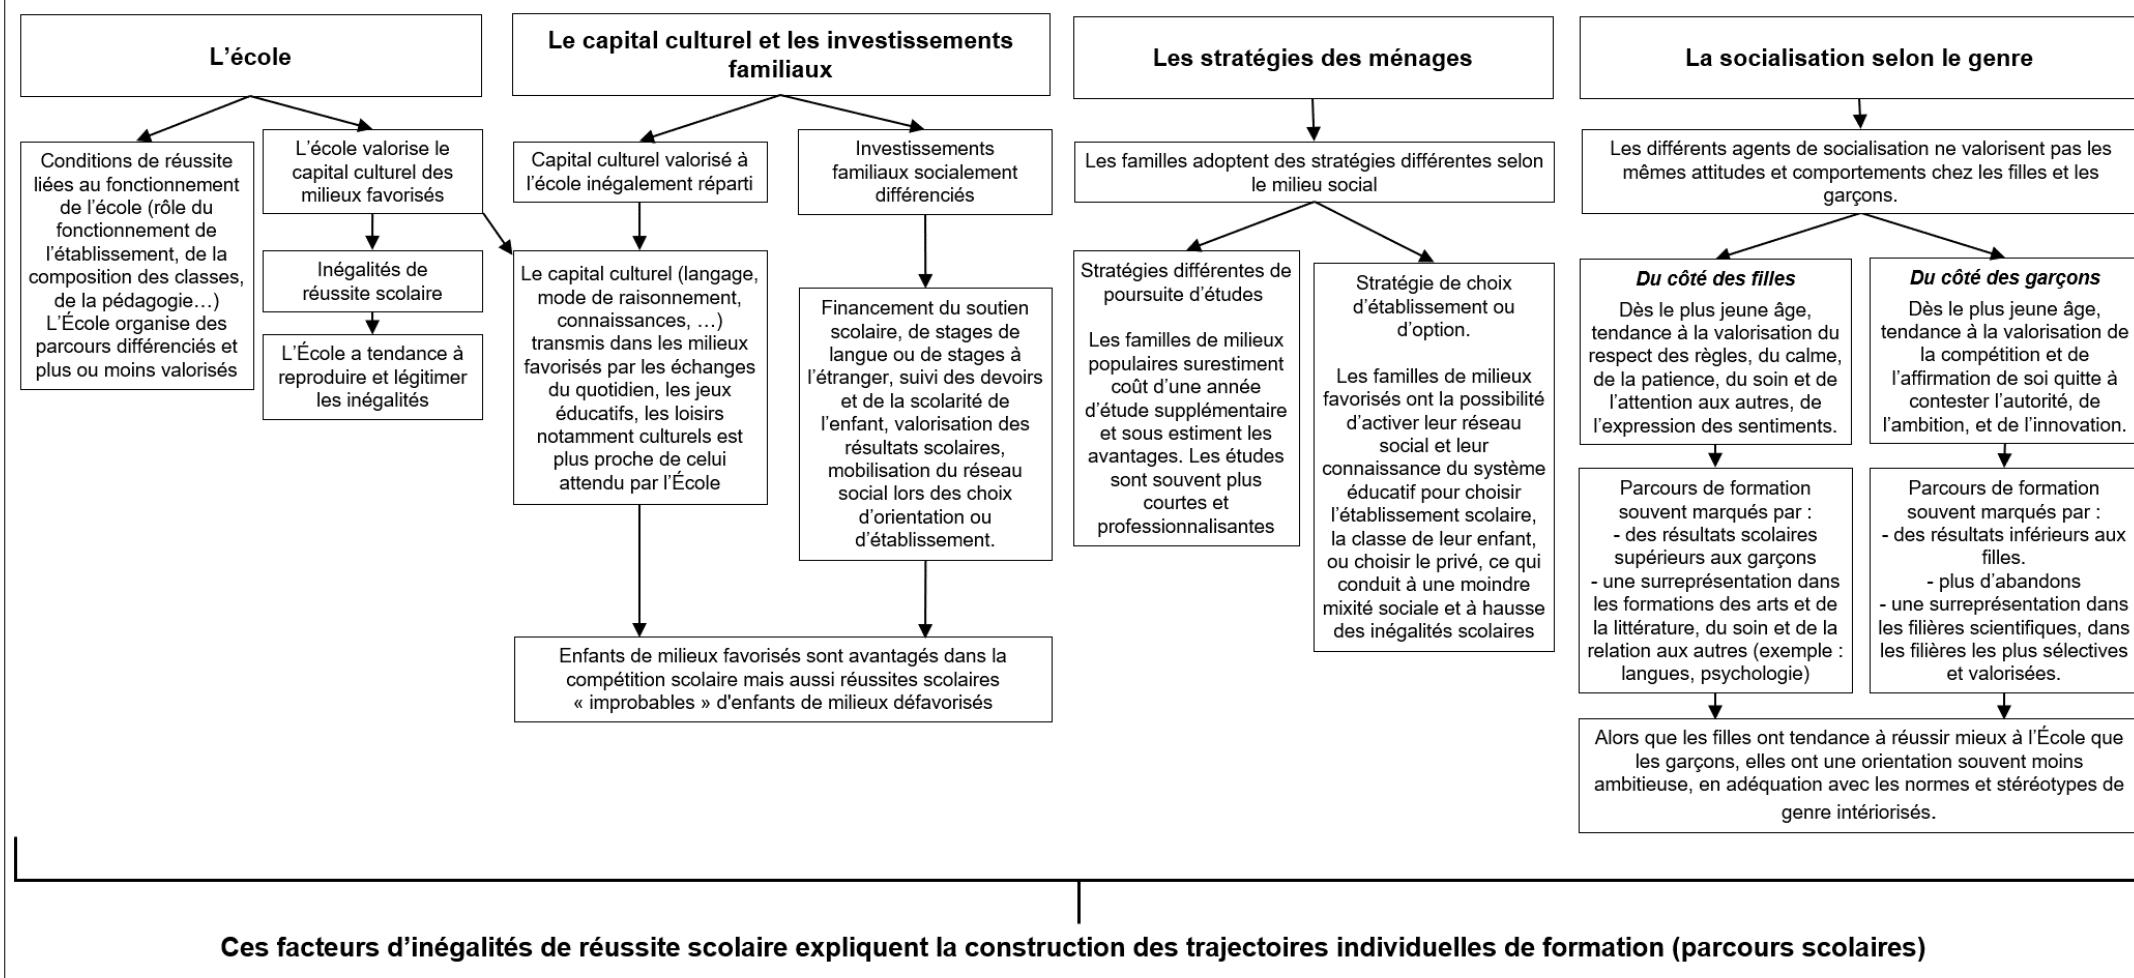 L'école
Conditions de réussite
liées au fonctionnement
de l'école (rôle du
fonctionnement de
l'établissement, de la
composition des classes,
de la pédagogie…)
L'École organise des
parcours différenciés et
plus ou moins valorisés
L'école valorise le
capital culturel des
milieux favorisés
Inégalités de
réussite scolaire
L'École a tendance à
reproduire et légitimer
les inégalités
Le capital culturel et les investissements
familiaux
Capital culturel valorisé à
l'école inégalement réparti
Le capital culturel (langage,
mode de raisonnement,
connaissances, …)
transmis dans les milieux
favorisés par les échanges
du quotidien, les jeux
éducatifs, les loisirs
notamment culturels est
plus proche de celui
attendu par l'École
Investissements
familiaux socialement
différenciés
Financement du soutien
scolaire, de stages de
langue ou de stages à
l'étranger, suivi des devoirs
et de la scolarité de
l'enfant, valorisation des
résultats scolaires,
mobilisation du réseau
social lors des choix
d'orientation ou
d'établissement.
Enfants de milieux favorisés sont avantagés dans la
compétition scolaire mais aussi réussites scolaires
« improbables » d'enfants de milieux défavorisés
Les stratégies des ménages
Les familles adoptent des stratégies différentes selon
le milieu social
Stratégies différentes de
poursuite d'études
Les familles de milieux
populaires surestiment
coût d'une année
d'étude supplémentaire
et sous estiment les
avantages. Les études
sont souvent plus
courtes et
professionnalisantes
Stratégie de choix
d'établissement ou
d'option.
Les familles de milieux
favorisés ont la possibilité
d'activer leur réseau
social et leur
connaissance du système
éducatif pour choisir
l'établissement scolaire,
la classe de leur enfant,
ou choisir le privé, ce qui
conduit à une moindre
mixité sociale et à hausse
des inégalités scolaires
La socialisation selon le genre
Les différents agents de socialisation ne valorisent pas les
mêmes attitudes et comportements chez les filles et les
garçons.
Du côté des filles
Dès le plus jeune âge,
tendance à la valorisation du
respect des règles, du calme,
de la patience, du soin et de
l'attention aux autres, de
l'expression des sentiments.
Parcours de formation
souvent marqués par :
- des résultats scolaires
supérieurs aux garçons
- une surreprésentation dans
les formations des arts et de
la littérature, du soin et de la
relation aux autres (exemple :
langues, psychologie)
Du côté des garçons
Dès le plus jeune âge,
tendance à la valorisation de
la compétition et de
l'affirmation de soi quitte à
contester l'autorité, de
l'ambition, et de l'innovation.
Parcours de formation
souvent marqués par :
- des résultats inférieurs aux
filles.
- plus d'abandons
- une surreprésentation dans
les filières scientifiques, dans
les filières les plus sélectives
et valorisées.
Alors que les filles ont tendance à réussir mieux à l'École que
les garçons, elles ont une orientation souvent moins
ambitieuse, en adéquation avec les normes et stéréotypes de
genre intériorisés.
Ces facteurs d'inégalités de réussite scolaire expliquent la construction des trajectoires individuelles de formation (parcours scolaires)